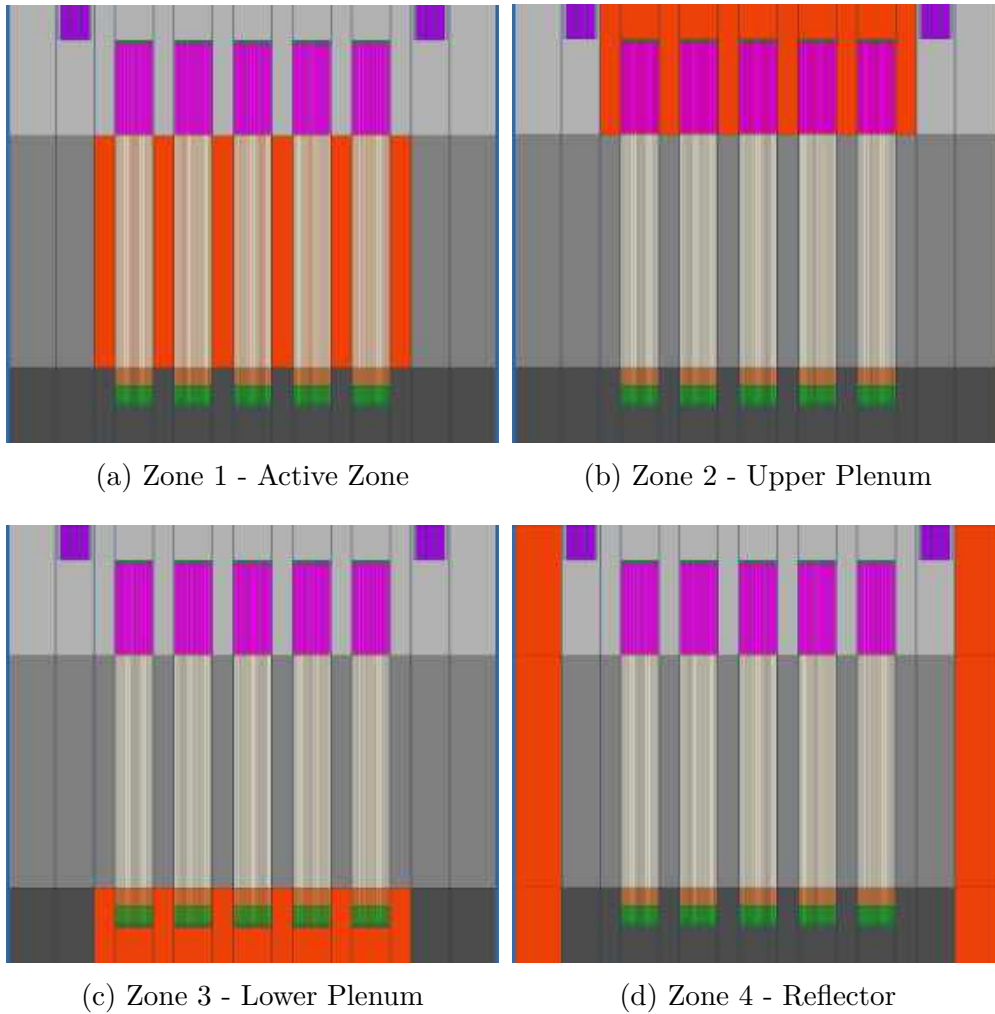 (a) Zone 1 - Active Zone
(b) Zone 2 - Upper Plenum
(c) Zone 3 - Lower Plenum
(d) Zone 4 - Reflector